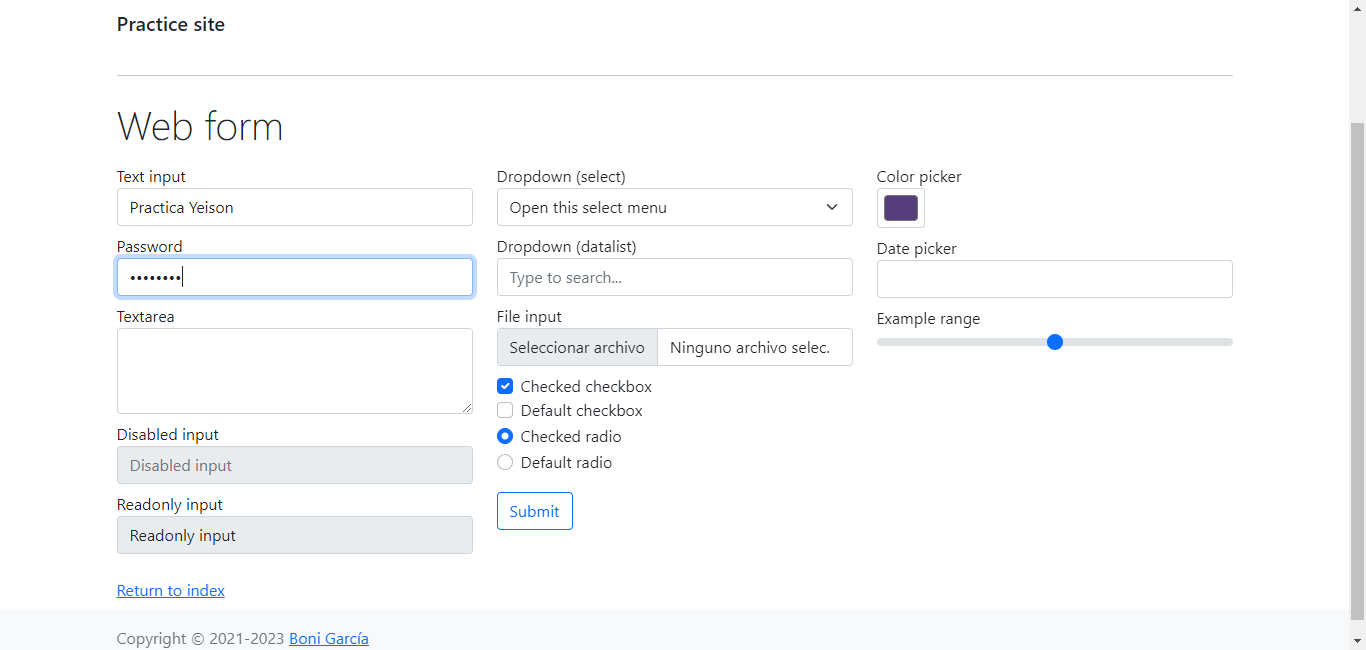 Practice site
Web form
Text input
Practica Yeison
Password
••••••••
Textarea
Disabled input
Disabled input
Readonly input
Readonly input
Dropdown (select)
Open this select menu
Dropdown (datalist)
Type to search...
File input
Seleccionar archivo Ninguno archivo selec.
Checked checkbox
Default checkbox
Checked radio
Default radio
Submit
Color picker
Date picker
Example range
Return to index
Copyright © 2021-2023 Boni García